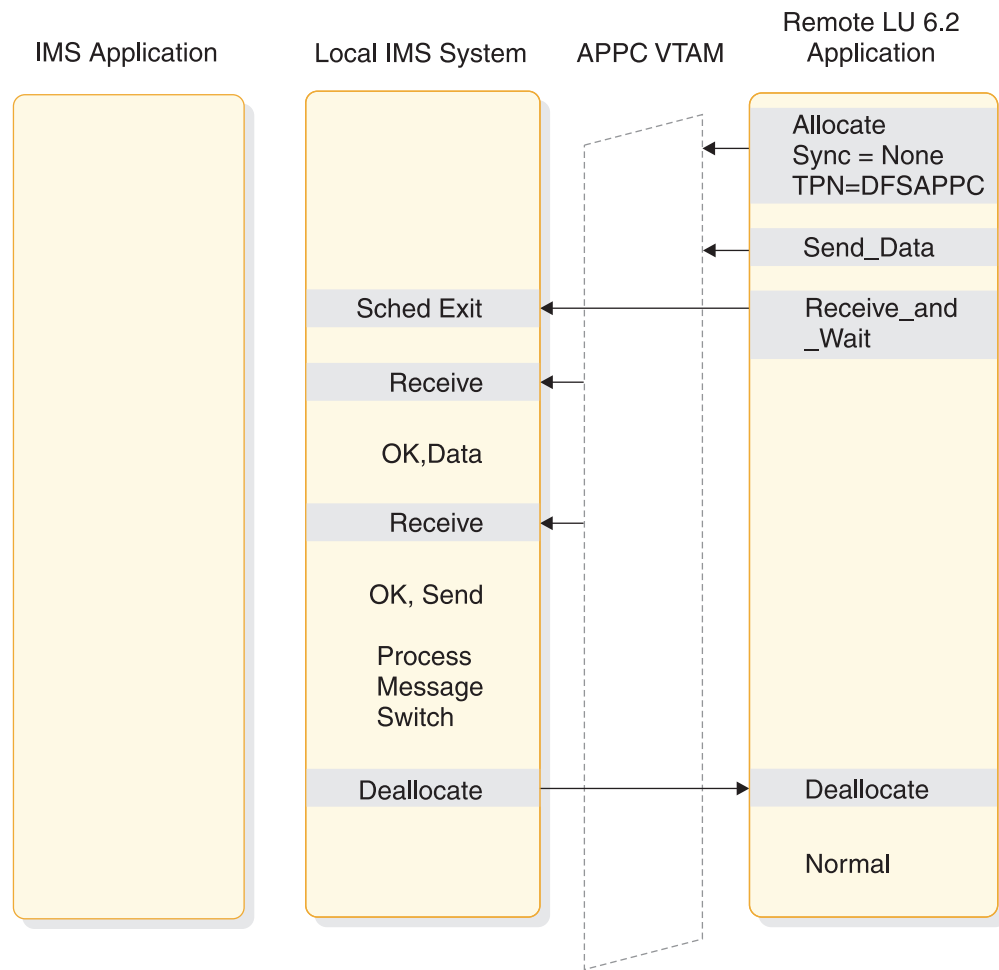 IMS Application
Local IMS System
APPC VTAM
Remote LU 6.2
Application
Allocate
Sync = None
TPN=DFSAPPC
Send_Data
Sched Exit
Receive_and
_Wait
Receive
OK,Data
Receive
OK, Send
Process
Message
Switch
Deallocate
Deallocate
Normal